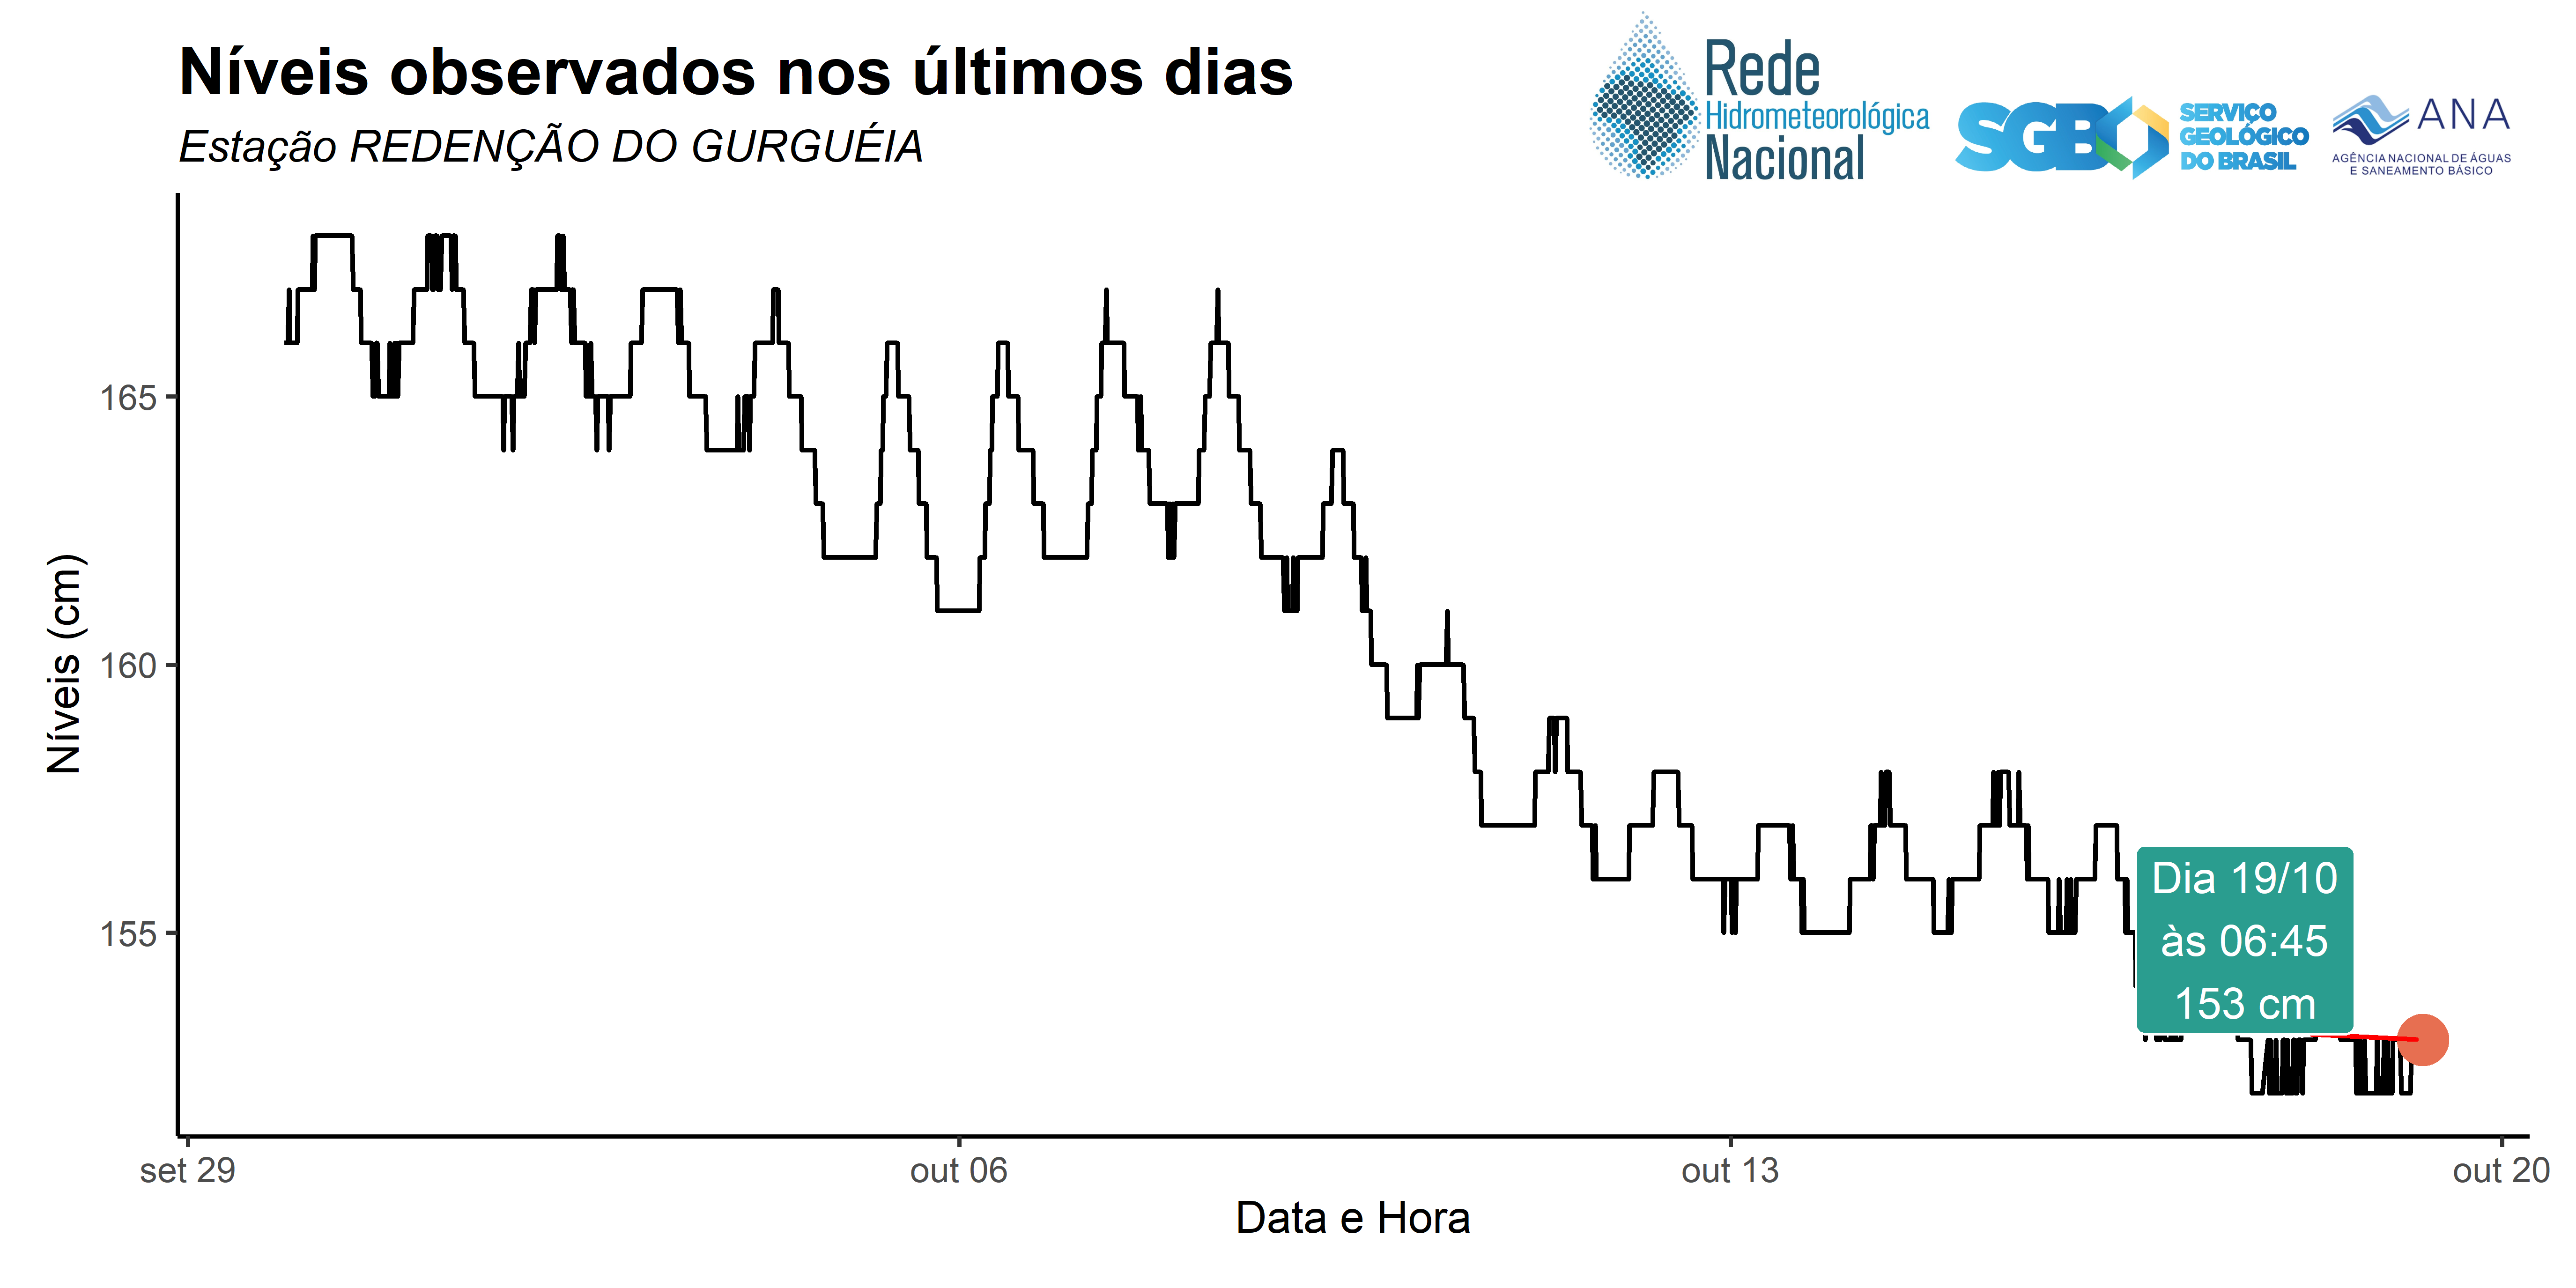 Níveis observados nos últimos dias
Estação REDENÇÃO DO GURGUÉIA
Rede
Hidrometeorológica
Nacional
SGB
SERVIÇO
GEOLÓGICO
DO BRASIL
ANA
AGÊNCIA NACIONAL DE ÁGUAS
E SANEAMENTO BÁSICO
Níveis (cm)
165
160
155
Dia 19/10
às 06:45
153 cm
set 29
out 06
out 13
out 20
Data e Hora